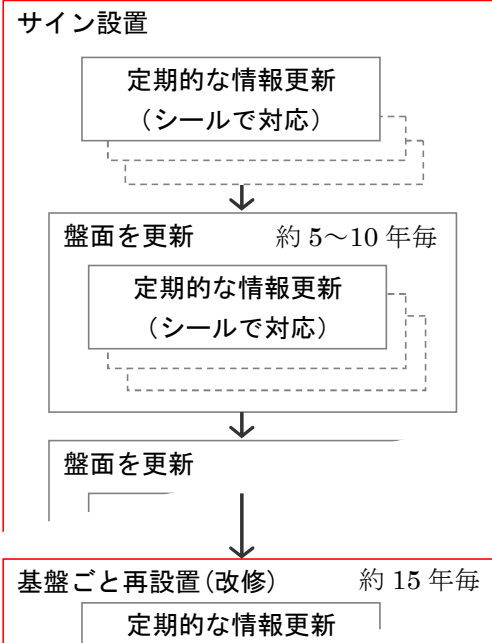 サイン設置
定期的な情報更新
（シールで対応）
盤面を更新 約 5～10 年毎
定期的な情報更新
（シールで対応）
盤面を更新
基盤ごと再設置(改修) 約 15 年毎
定期的な情報更新